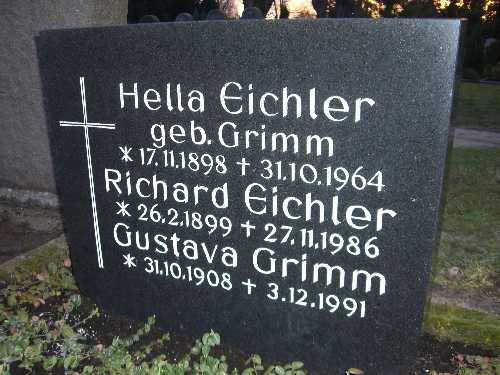 Hella Eichler
geb. Grimm
* 17.11.1898 + 31.10.1964
Richard Eichler
* 26.2.1899 + 27.11.1986
Gustava Grimm
* 31.10.1908 + 3.12.1991